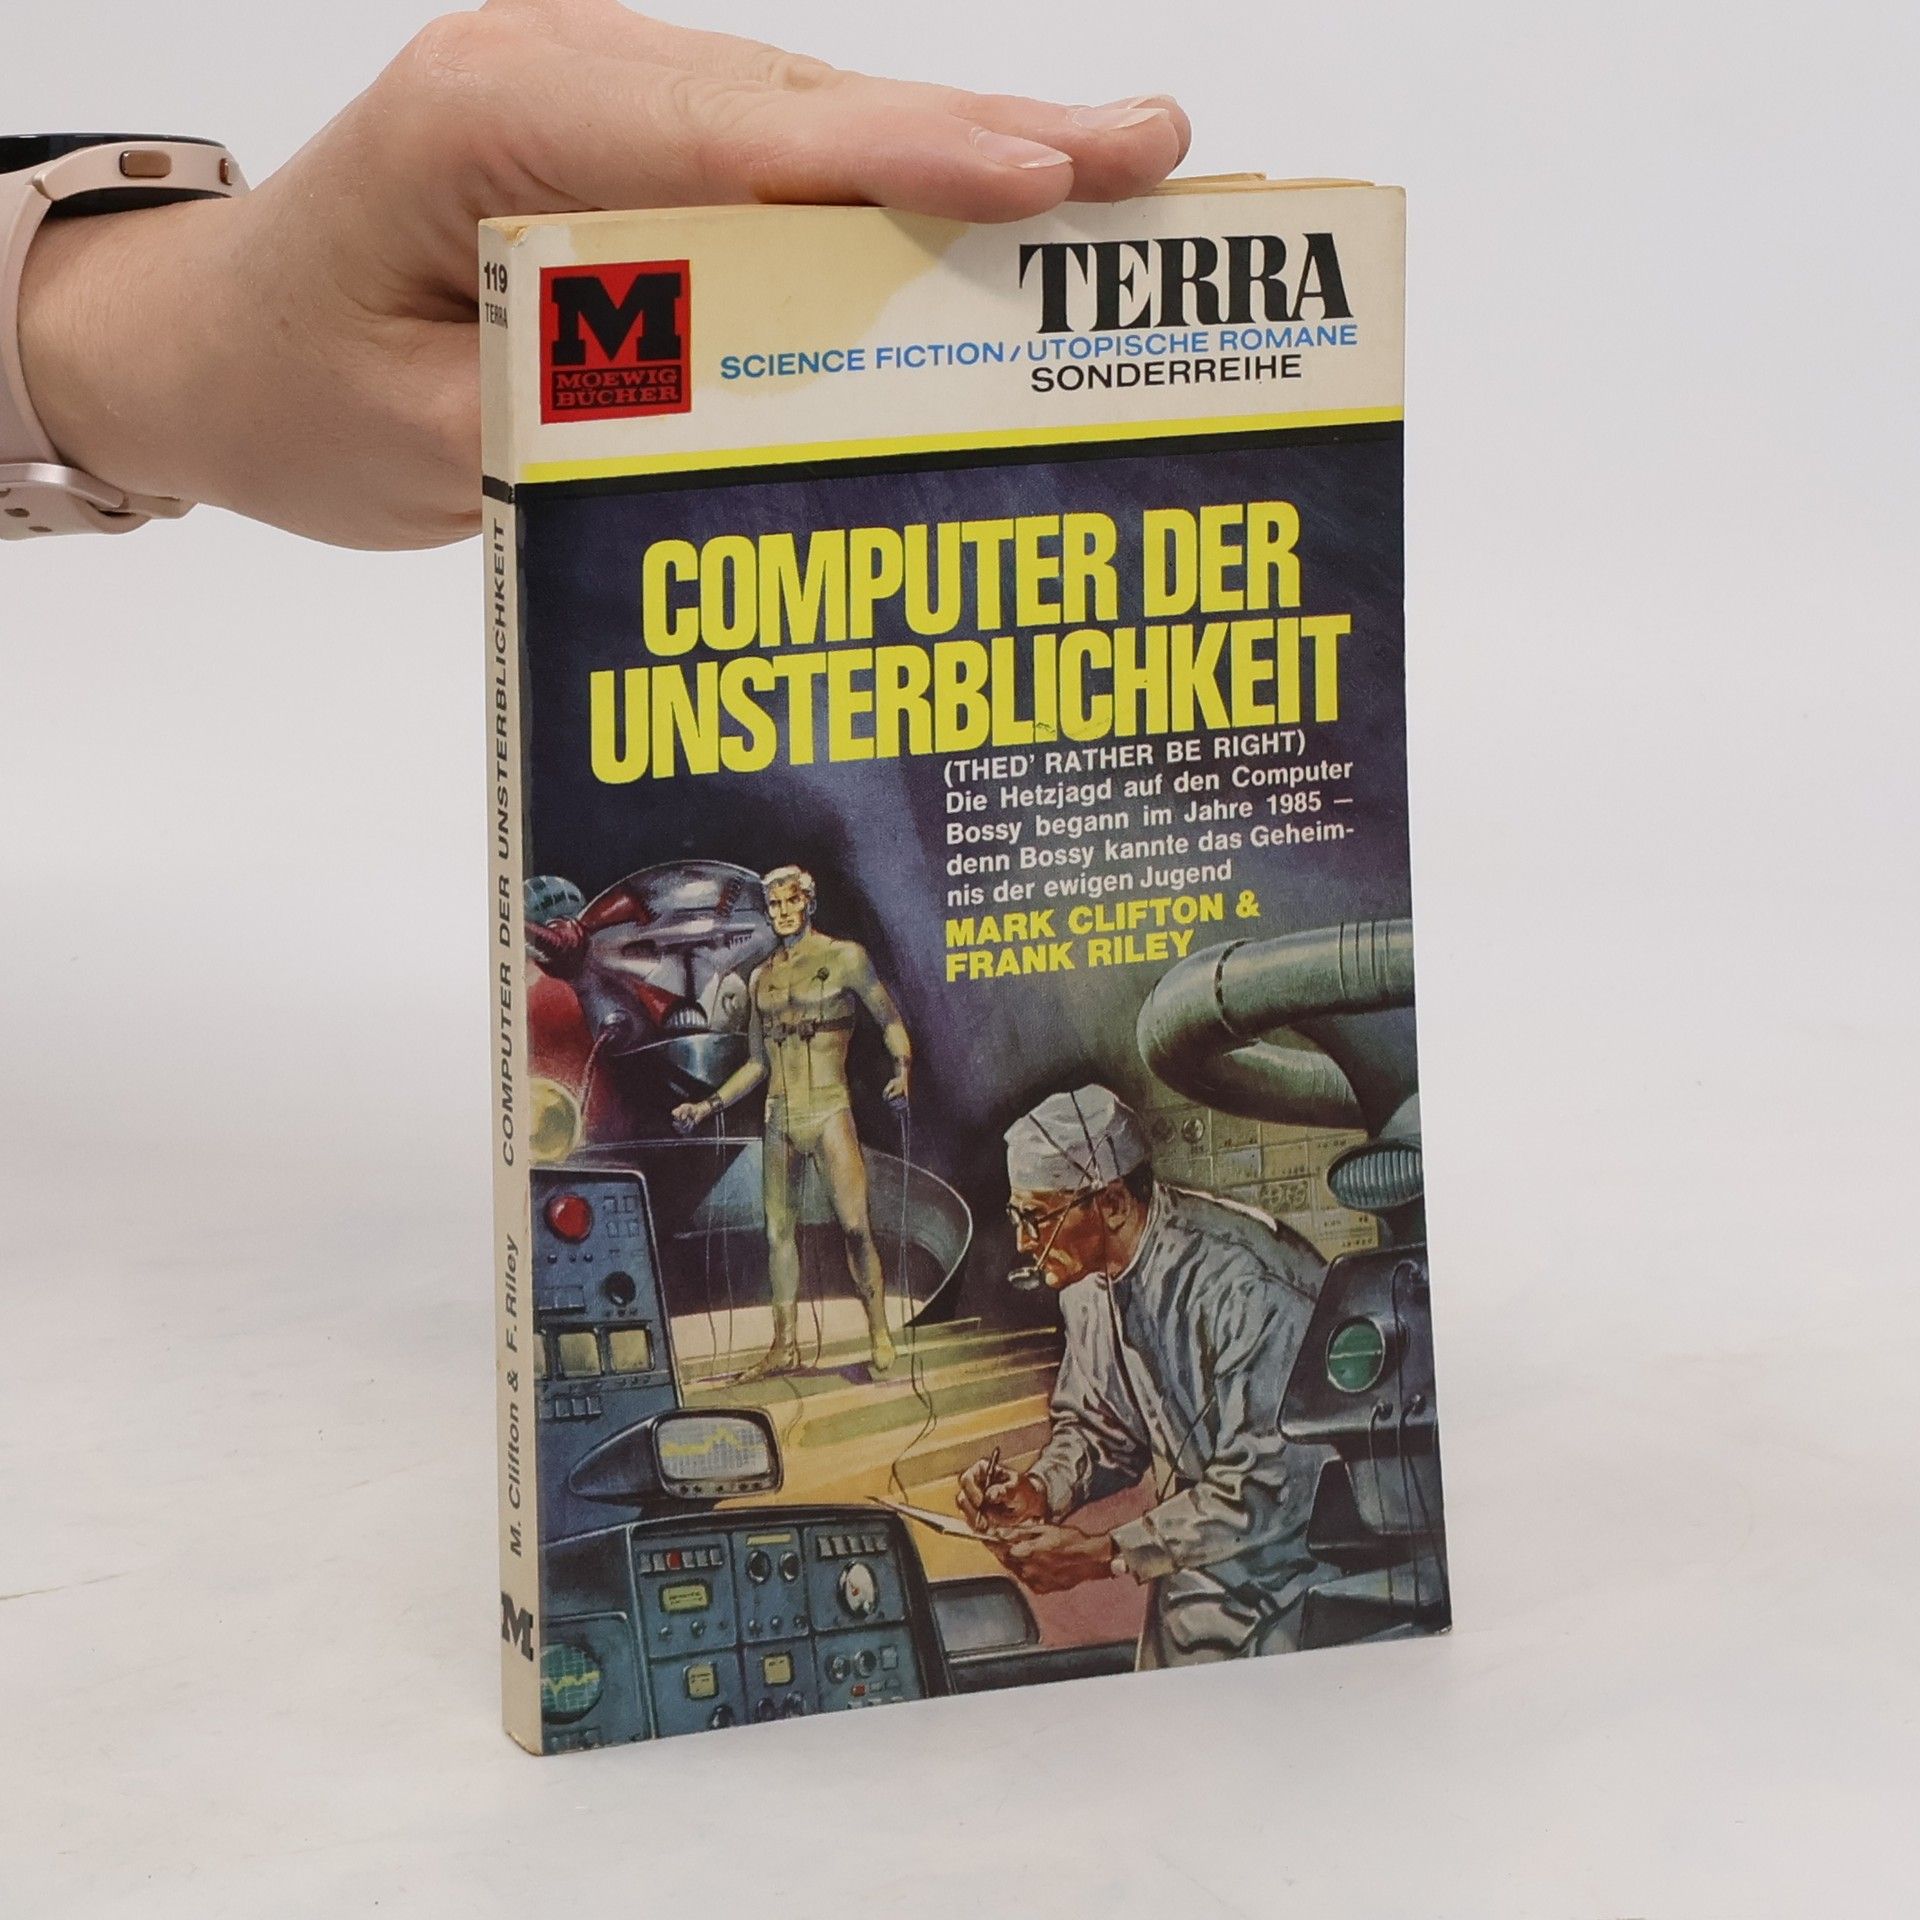 119
TERRA
COMPUTER DER UNSTERBLICHKEIT
M. Clifton & F. Riley
M
M
MOEWIG
BÜCHER
TERRA
SCIENCE FICTION/UTOPISCHE ROMANE
SONDERREIHE
COMPUTER DER
UNSTERBLICHKEIT
(THED' RATHER BE RIGHT)
Die Hetzjagd auf den Computer
Bossy begann im Jahre 1985 —
denn Bossy kannte das Geheim-
nis der ewigen Jugend
MARK CLIFTON &
FRANK RILEY